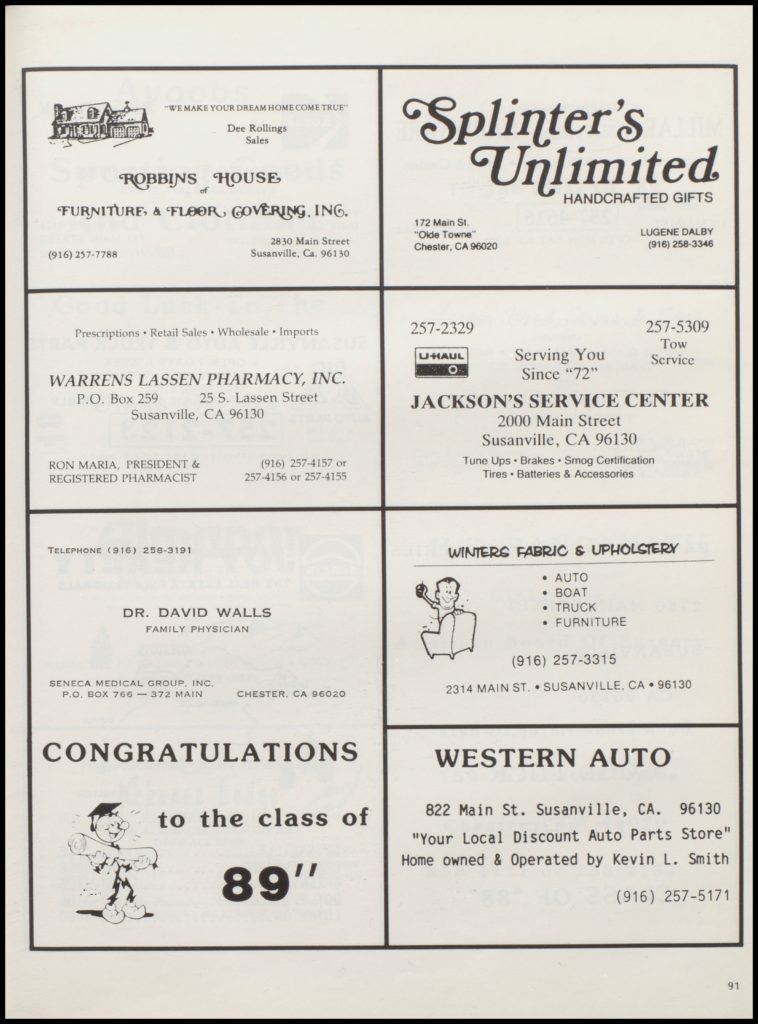 "WE MAKE YOUR DREAM HOME COME TRUE"
Dee Rollings
Sales
ROBBINS HOUSE,
of
FURNITURE, & FLOOR COVERING, INC.
2830 Main Street
(916) 257-7788 Susanville, Ca. 96130
Splinter's
Unlimited
HANDCRAFTED GIFTS
172 Main St.
"Olde Towne"
Chester, CA 96020
LUGENE DALBY
(916) 258-3346
Prescriptions • Retail Sales • Wholesale • Imports
WARRENS LASSEN PHARMACY, INC.
P.O. Box 259 25 S. Lassen Street
Susanville, CA 96130
RON MARIA, PRESIDENT &
REGISTERED PHARMACIST
(916) 257-4157 or
257-4156 or 257-4155
257-2329
257-5309
Tow
Service
U-HAUL
Serving You
Since "72"
JACKSON'S SERVICE CENTER
2000 Main Street
Susanville, CA 96130
Tune Ups • Brakes • Smog Certification
Tires • Batteries & Accessories
TELEPHONE (916) 258-3191
DR. DAVID WALLS
FAMILY PHYSICIAN
SENECA MEDICAL GROUP, INC.
P.O. BOX 766 — 372 MAIN CHESTER, CA 96020
WINTERS FABRIC & UPHOLSTERY
• AUTO
• BOAT
• TRUCK
• FURNITURE
(916) 257-3315
2314 MAIN ST. • SUSANVILLE, CA • 96130
CONGRATULATIONS
to the class of
89"
WESTERN AUTO
822 Main St. Susanville, CA. 96130
"Your Local Discount Auto Parts Store"
Home owned & Operated by Kevin L. Smith
(916) 257-5171
91